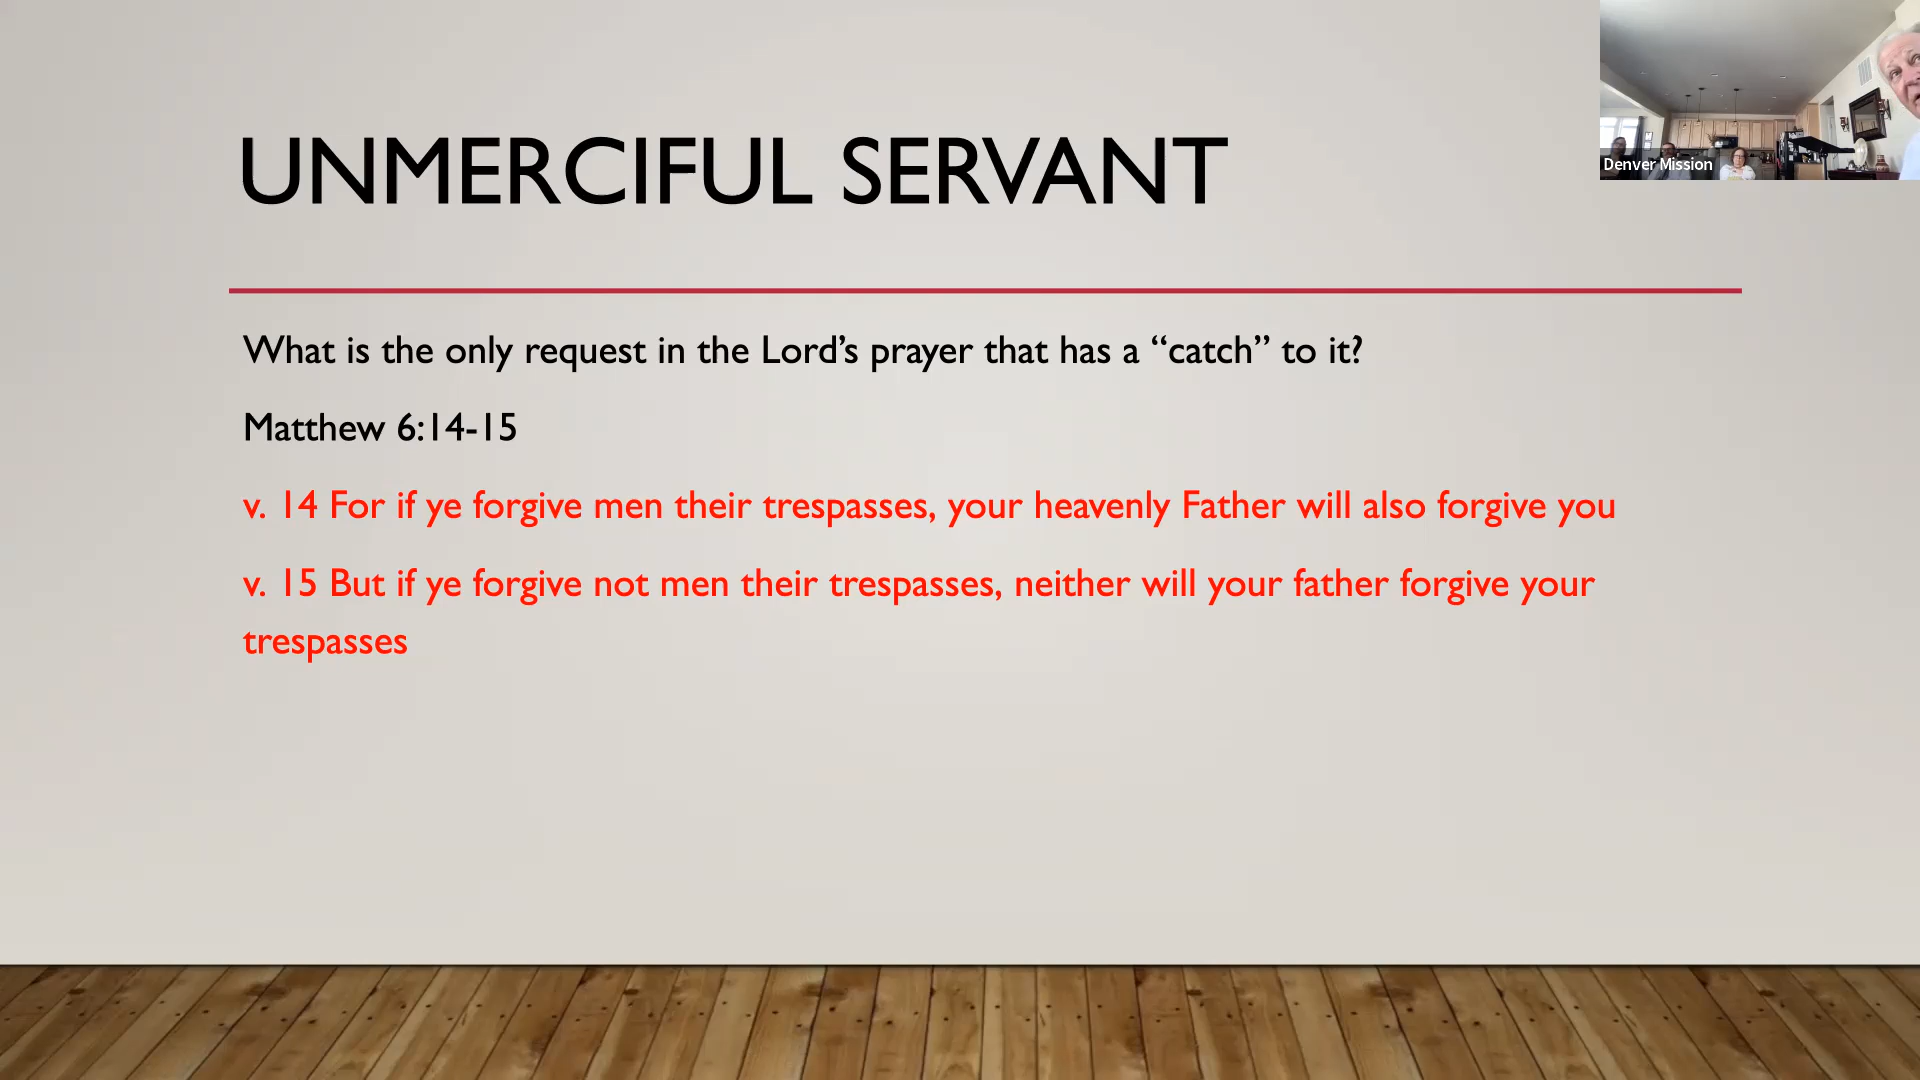 UNMERCIFUL SERVANT
Denver Mission
What is the only request in the Lord’s prayer that has a “catch” to it?
Matthew 6:14-15
v. 14 For if ye forgive men their trespasses, your heavenly Father will also forgive you
v. 15 But if ye forgive not men their trespasses, neither will your father forgive your
trespasses